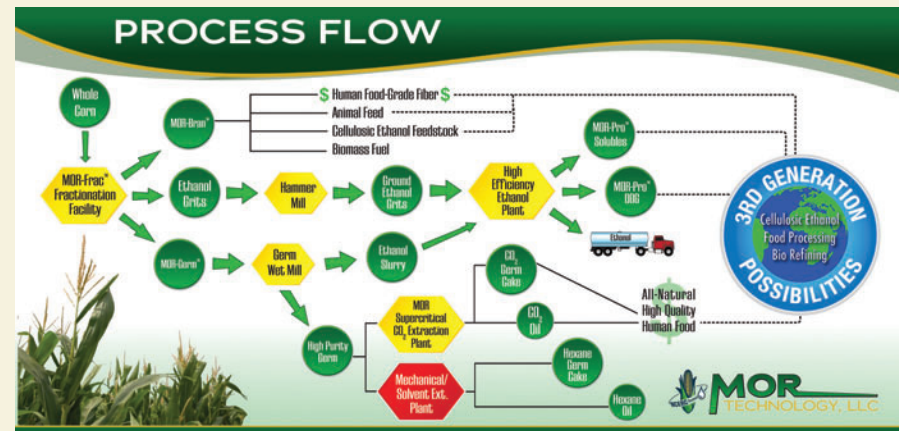 PROCESS FLOW
Whole
Corn
MOR-Frac™
Fractionation
Facility
MOR-Bran™
$ Human Food-Grade Fiber $
Animal Feed
Cellulosic Ethanol Feedstock
Biomass Fuel
Ethanol
Grits
Hammer
Mill
Ground
Ethanol
Grits
High
Efficiency
Ethanol
Plant
MOR-Pro™
Solubles
MOR-Pro™
DDG
Ethanol
MOR-Germ™
Germ
Wet Mill
Ethanol
Slurry
High Purity
Germ
MOR
Supercritical
CO₂ Extraction
Plant
CO₂
Germ
Cake
CO₂
Oil
$
All-Natural
High Quality
Human Food
Mechanical/
Solvent Ext.
Plant
Hexane
Germ
Cake
Hexane
Oil
3RD GENERATION
Cellulosic Ethanol
Food Processing
Bio Refining
POSSIBILITIES
MOR
TECHNOLOGY, LLC